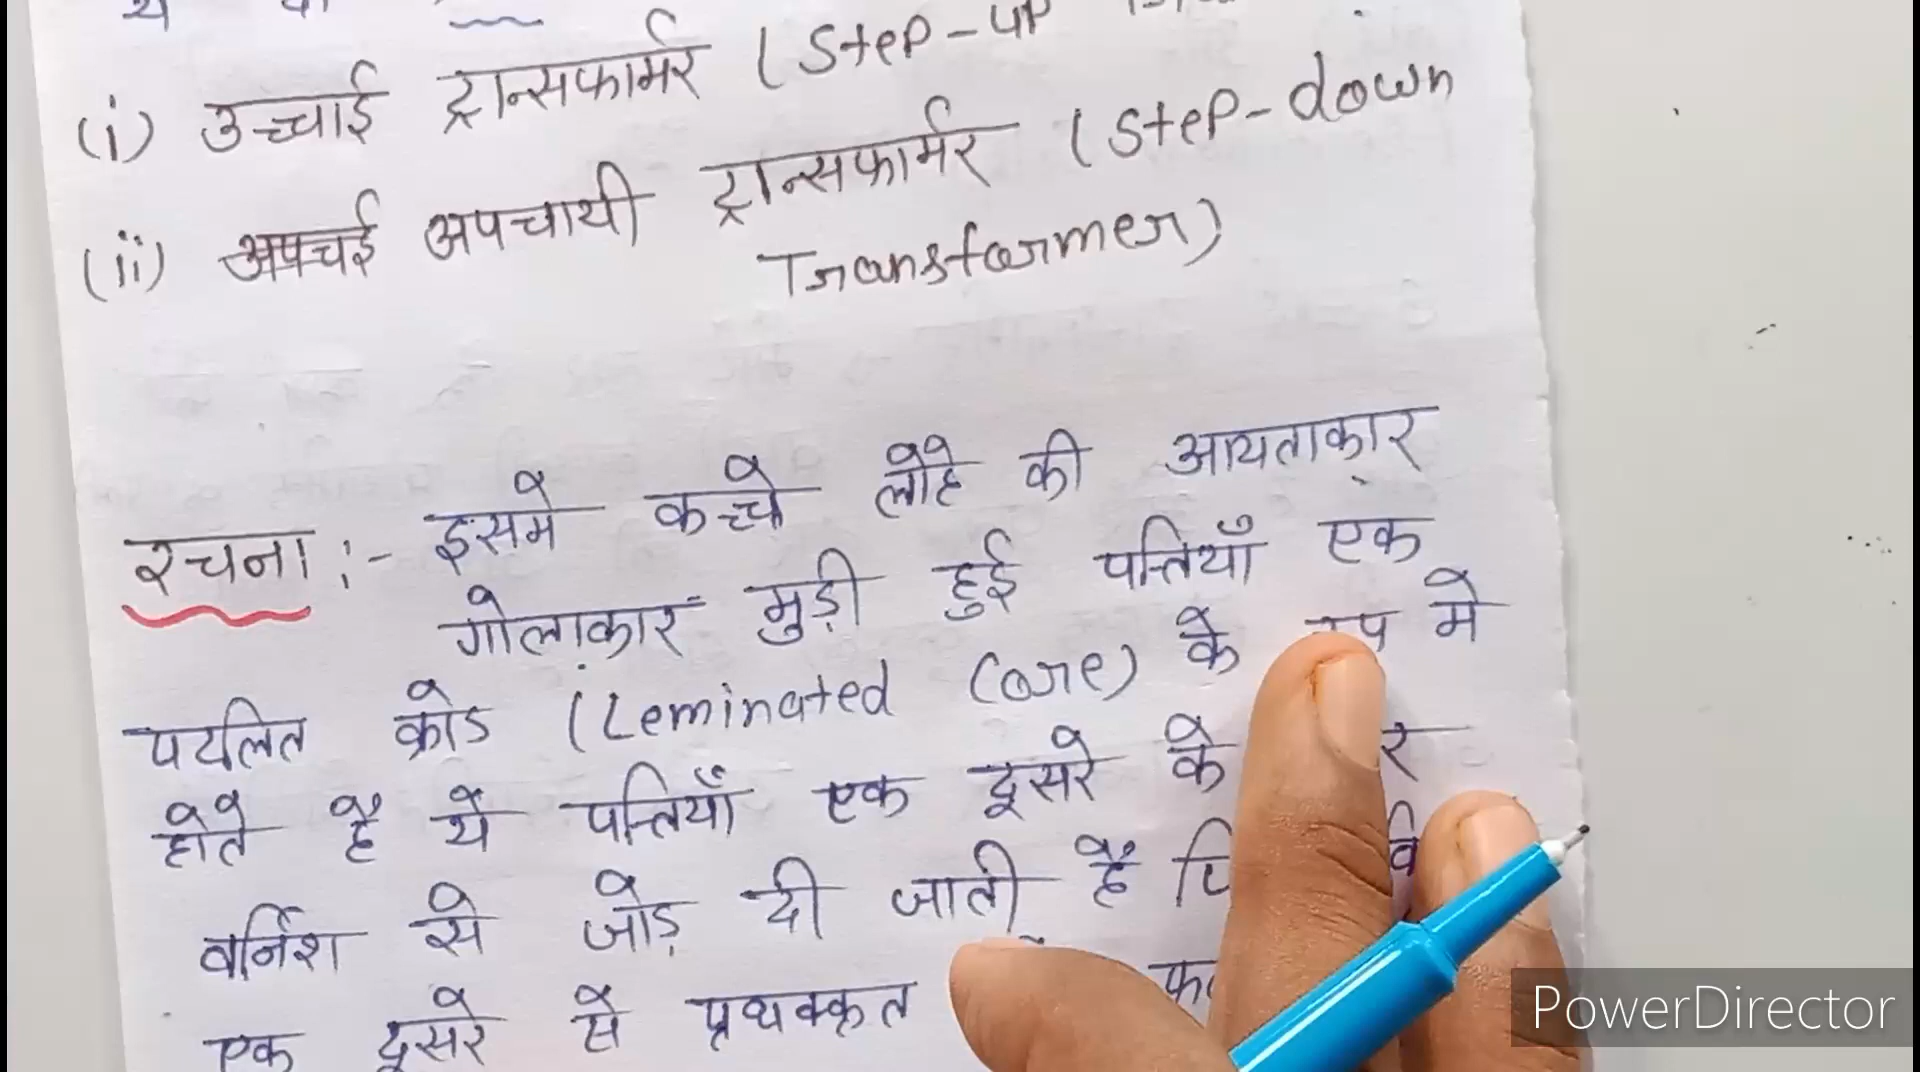 (i) उच्चाई ट्रान्सफार्मर (Step-up
(ii) अपचई अपचायी ट्रान्सफार्मर (Step-down
Transformer)
रचना :- इसमे कच्चे लोहे की आयताकार
गोलाकार मुड़ी हुई पत्तियाँ एक
पटलित क्रोड (Leminated Core) के रूप मे
होते है ये पत्तियाँ एक दूसरे के
वर्निश से जोड़ दी जाती है
एक दूसरे से प्रथक्कृत
PowerDirector